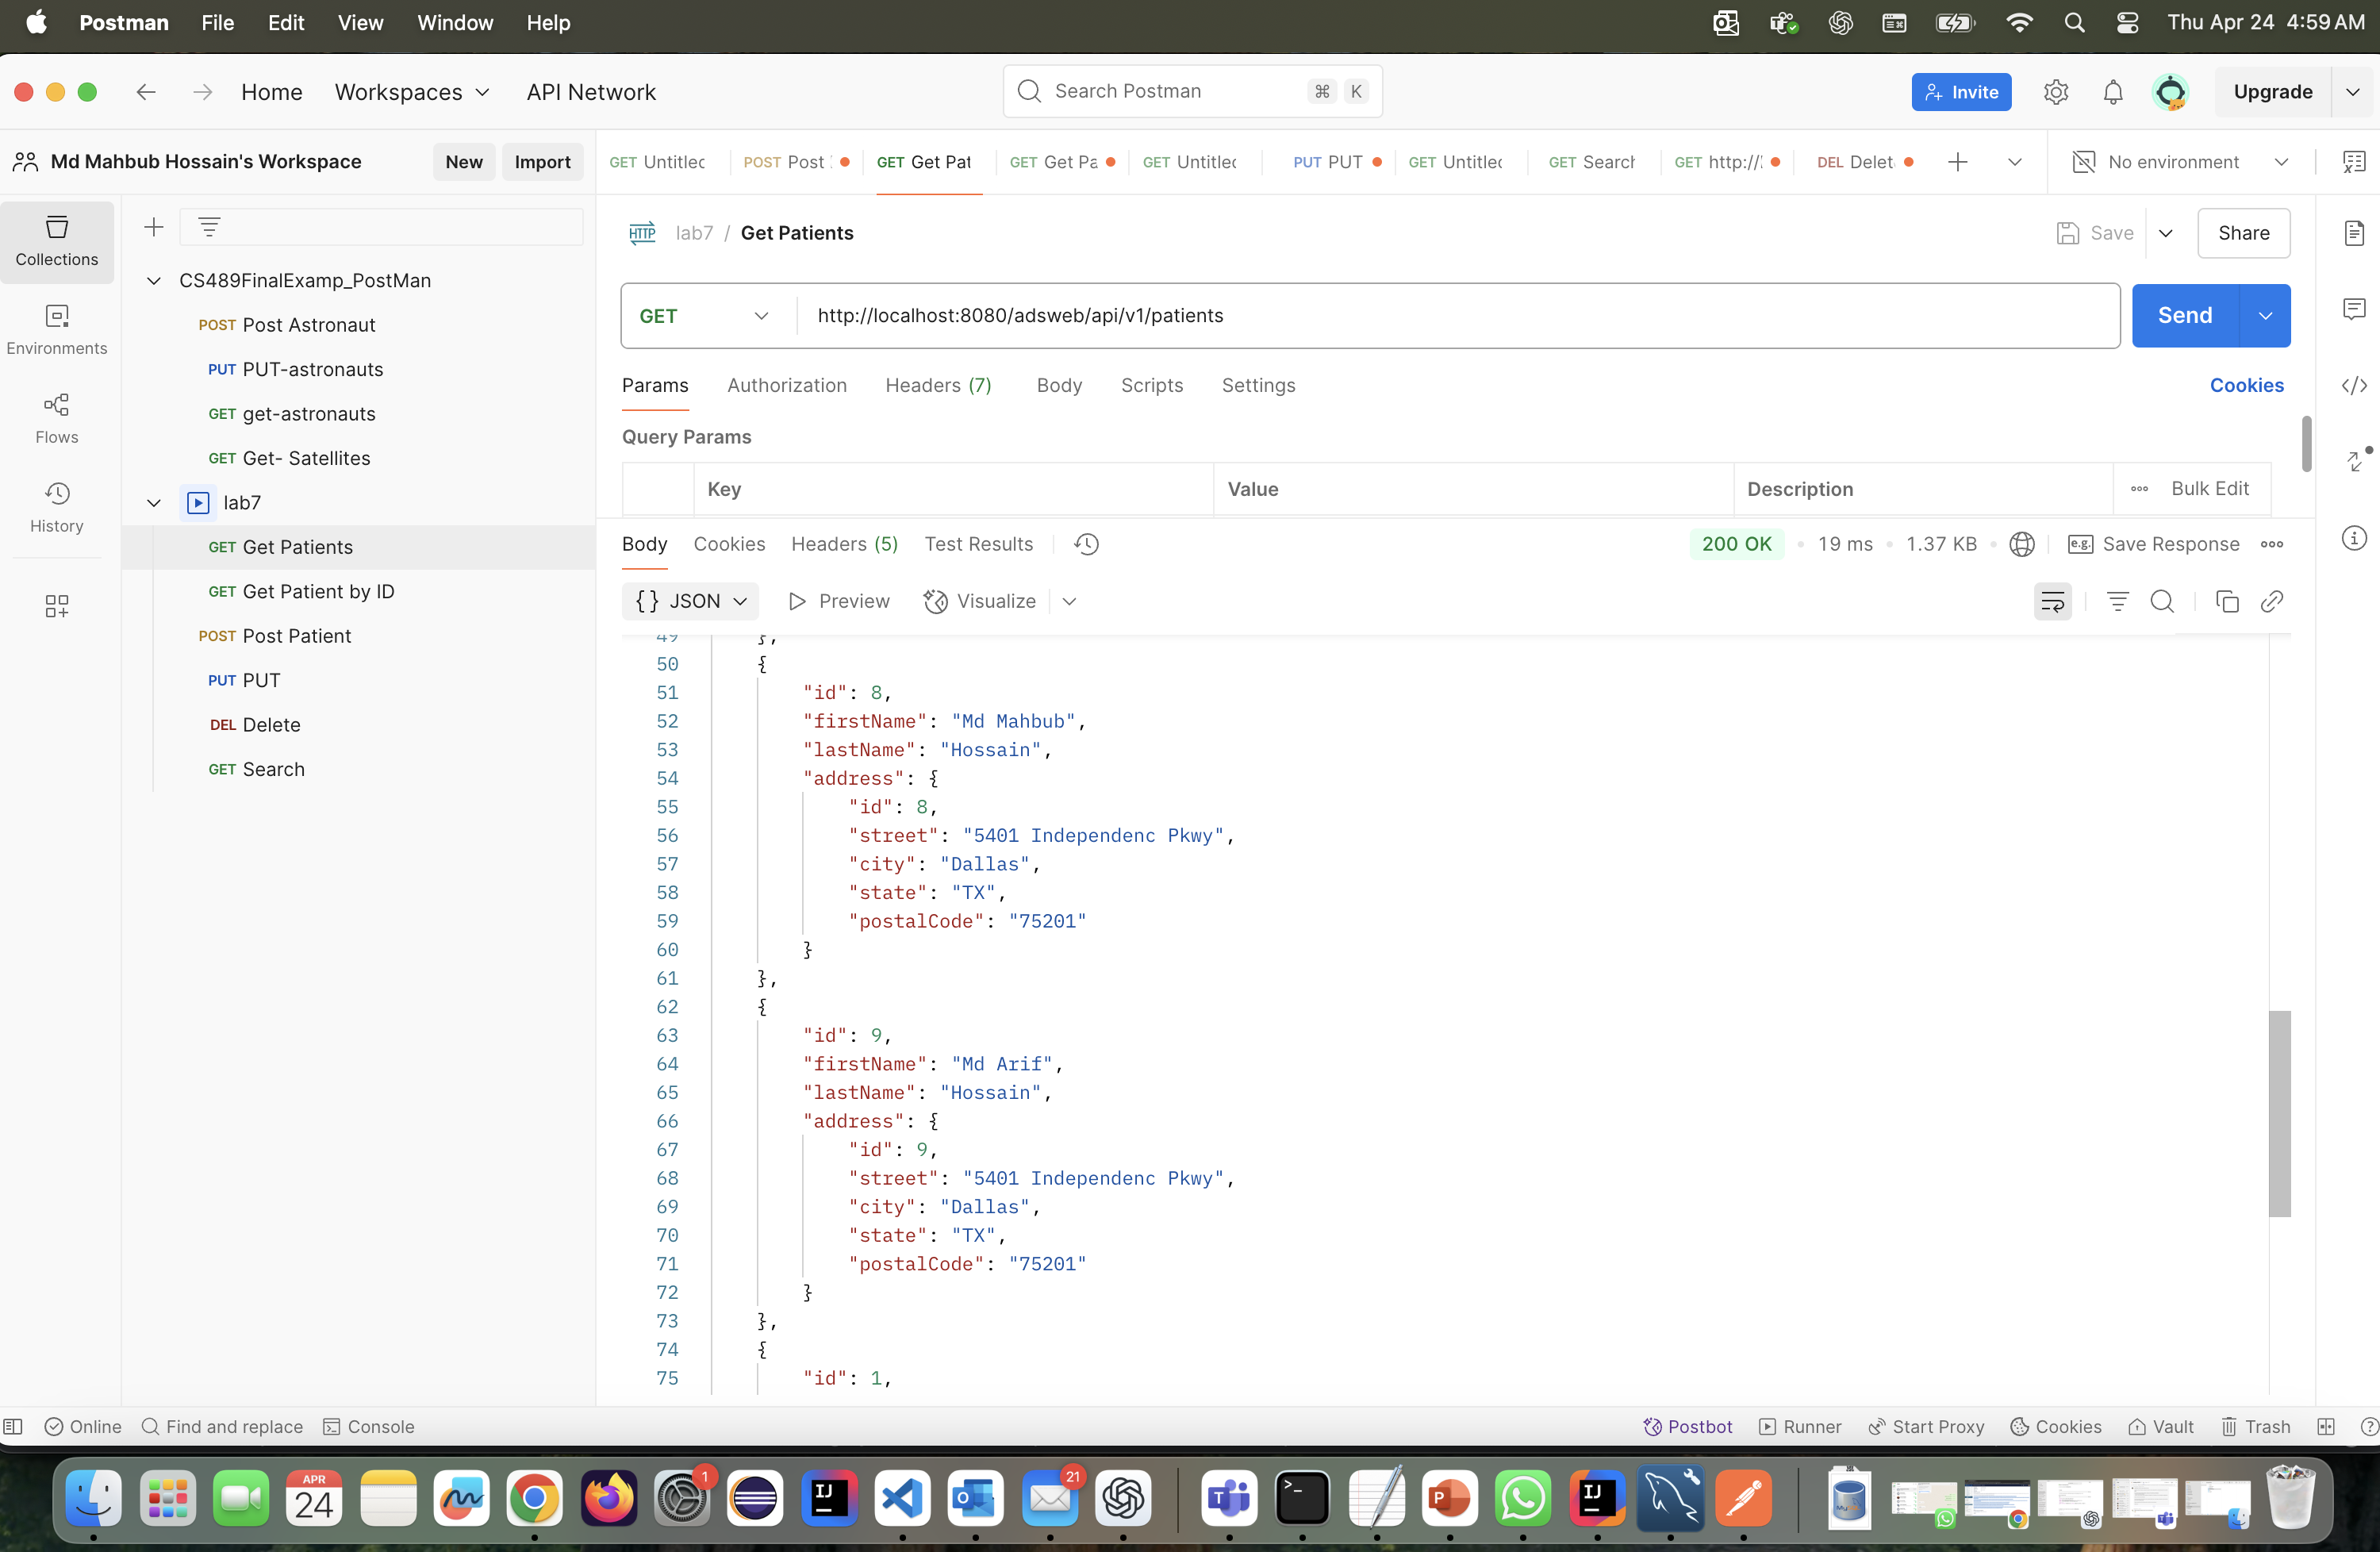 Postman File Edit View Window Help
Thu Apr 24 4:59 AM
Home Workspaces API Network
Search Postman ⌘ K
Invite
Upgrade
Md Mahbub Hossain's Workspace
New Import
GET Untitlec POST Post GET Get Pat GET Get Pa GET Untitlec PUT PUT GET Untitlec GET Search GET http:// DEL Delet
No environment
Collections
Environments
Flows
History
CS489FinalExamp_PostMan
POST Post Astronaut
PUT PUT-astronauts
GET get-astronauts
GET Get- Satellites
lab7
GET Get Patients
GET Get Patient by ID
POST Post Patient
PUT PUT
DEL Delete
GET Search
HTTP lab7 / Get Patients
Save Share
GET http://localhost:8080/adsweb/api/v1/patients
Send
Params Authorization Headers (7) Body Scripts Settings
Cookies
Query Params
Key Value Description Bulk Edit
Body Cookies Headers (5) Test Results
200 OK • 19 ms • 1.37 KB • e.g. Save Response
{} JSON Preview Visualize
49 },
50 {
51 "id": 8,
52 "firstName": "Md Mahbub",
53 "lastName": "Hossain",
54 "address": {
55 "id": 8,
56 "street": "5401 Independenc Pkwy",
57 "city": "Dallas",
58 "state": "TX",
59 "postalCode": "75201"
60 }
61 },
62 {
63 "id": 9,
64 "firstName": "Md Arif",
65 "lastName": "Hossain",
66 "address": {
67 "id": 9,
68 "street": "5401 Independenc Pkwy",
69 "city": "Dallas",
70 "state": "TX",
71 "postalCode": "75201"
72 }
73 },
74 {
75 "id": 1,
Online Find and replace Console
Postbot Runner Start Proxy Cookies Vault Trash
APR
24
1
IJ
21
IJ